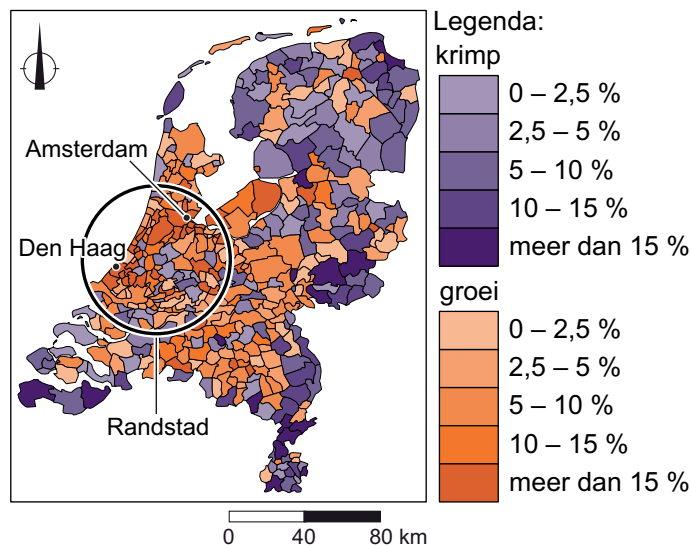 Legenda:
krimp
0 – 2,5 %
2,5 – 5 %
5 – 10 %
10 – 15 %
meer dan 15 %
groei
0 – 2,5 %
2,5 – 5 %
5 – 10 %
10 – 15 %
meer dan 15 %
Amsterdam
Den Haag
Randstad
0 40 80 km